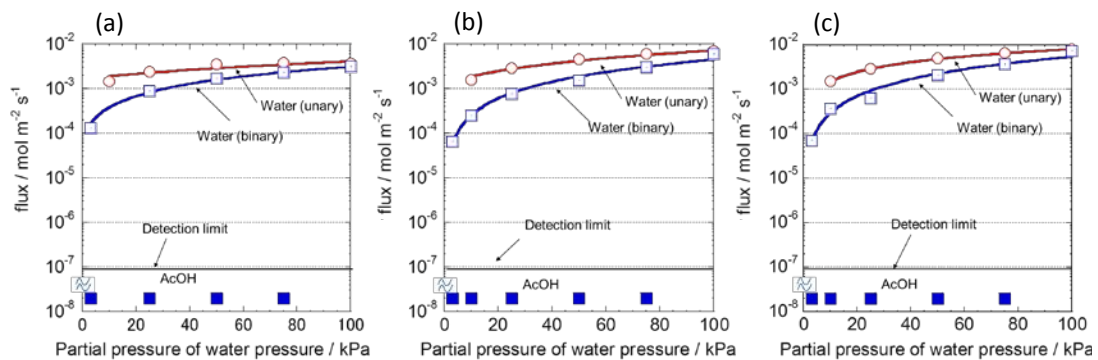 (a)
10⁻²
10⁻³
10⁻⁴
10⁻⁵
10⁻⁶
10⁻⁷
10⁻⁸
flux / mol m⁻² s⁻¹
Water (unary)
Water (binary)
Detection limit
AcOH
0 20 40 60 80 100
Partial pressure of water pressure / kPa
(b)
10⁻²
10⁻³
10⁻⁴
10⁻⁵
10⁻⁶
10⁻⁷
10⁻⁸
flux / mol m⁻² s⁻¹
Water (unary)
Water (binary)
Detection limit
AcOH
0 20 40 60 80 100
Partial pressure of water pressure / kPa
(c)
10⁻²
10⁻³
10⁻⁴
10⁻⁵
10⁻⁶
10⁻⁷
10⁻⁸
flux / mol m⁻² s⁻¹
Water (unary)
Water (binary)
Detection limit
AcOH
0 20 40 60 80 100
Partial pressure of water pressure / kPa